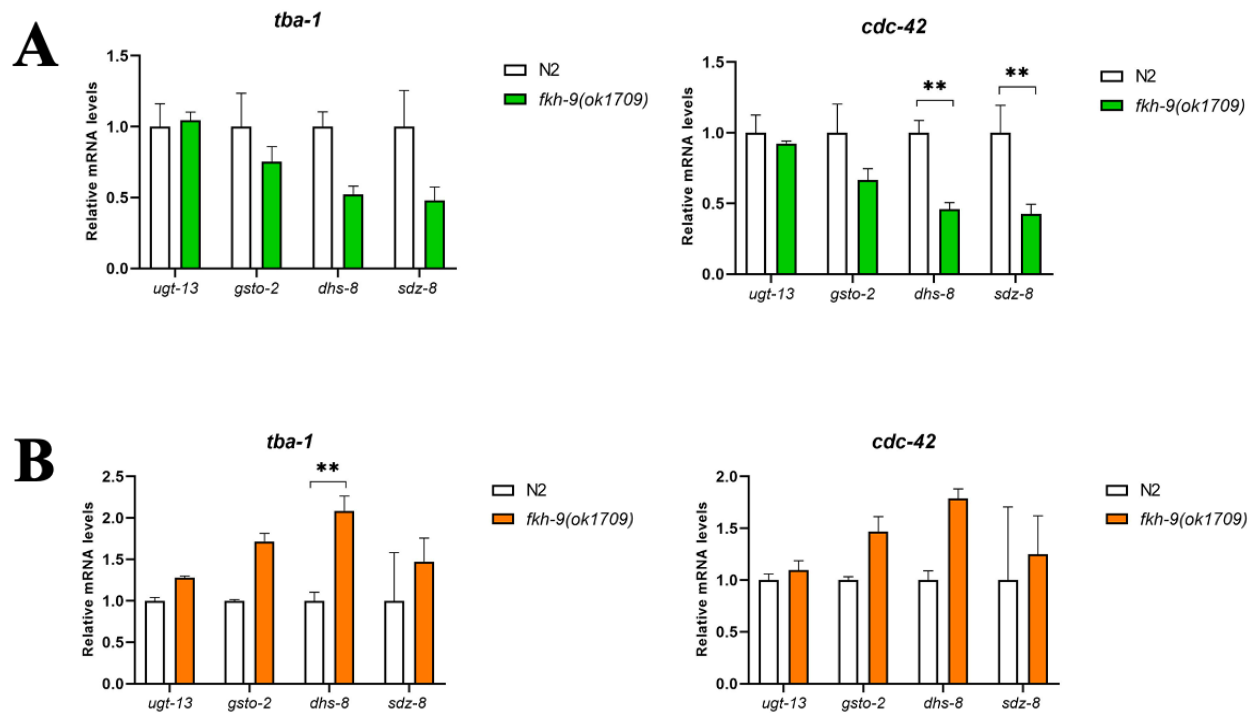 A
tba-1
Relative mRNA levels
1.5
1.0
0.5
0.0
ugt-13 gsto-2 dhs-8 sdz-8
N2
fkh-9(ok1709)
cdc-42
Relative mRNA levels
1.5
1.0
0.5
0.0
** **
ugt-13 gsto-2 dhs-8 sdz-8
N2
fkh-9(ok1709)
B
tba-1
Relative mRNA levels
2.5
2.0
1.5
1.0
0.5
0.0
**
ugt-13 gsto-2 dhs-8 sdz-8
N2
fkh-9(ok1709)
cdc-42
Relative mRNA levels
2.0
1.5
1.0
0.5
0.0
ugt-13 gsto-2 dhs-8 sdz-8
N2
fkh-9(ok1709)